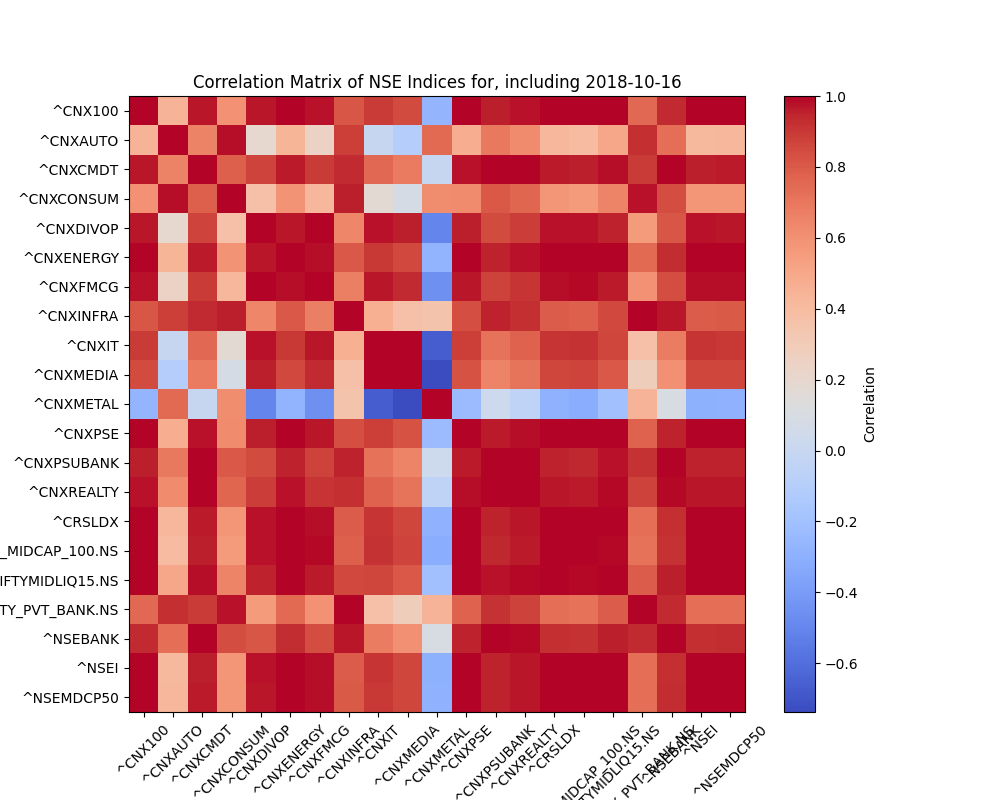 Correlation Matrix of NSE Indices for, including 2018-10-16
^CNX100
^CNXAUTO
^CNXCMDT
^CNXCONSUM
^CNXDIVOP
^CNXENERGY
^CNXFMCG
^CNXINFRA
^CNXIT
^CNXMEDIA
^CNXMETAL
^CNXPSE
^CNXPSUBANK
^CNXREALTY
^CRSLDX
_MIDCAP_100.NS
IFTYMIDLIQ15.NS
TY_PVT_BANK.NS
^NSEBANK
^NSEI
^NSEMDCP50
^CNX100
^CNXAUTO
^CNXCMDT
^CNXCONSUM
^CNXDIVOP
^CNXENERGY
^CNXFMCG
^CNXINFRA
^CNXIT
^CNXMEDIA
^CNXMETAL
^CNXPSE
^CNXPSUBANK
^CNXREALTY
^CRSLDX
MIDCAP_100.NS
TYMIDLIQ15.NS
PVT_BANK.NS
^NSEBANK
^NSEI
^NSEMDCP50
1.0
0.8
0.6
0.4
0.2
0.0
−0.2
−0.4
−0.6
Correlation